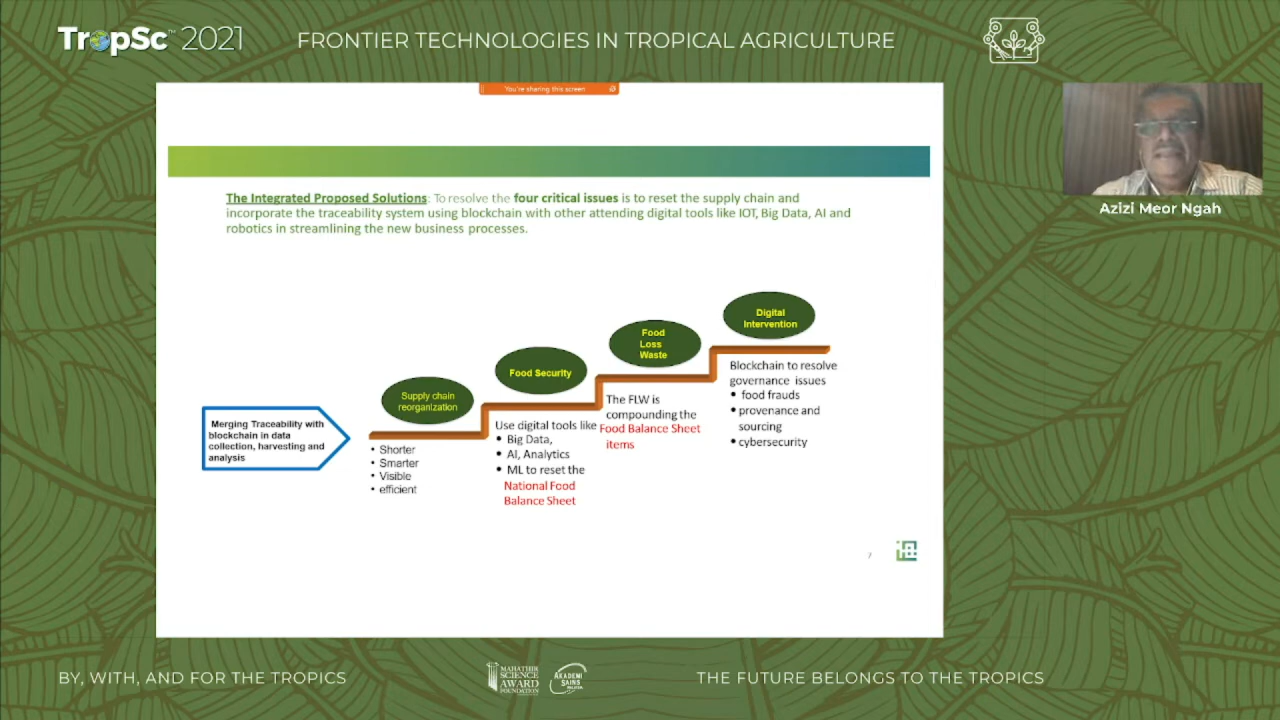 TropSc™ 2021
FRONTIER TECHNOLOGIES IN TROPICAL AGRICULTURE
You're sharing this screen
The Integrated Proposed Solutions: To resolve the four critical issues is to reset the supply chain and
incorporate the traceability system using blockchain with other attending digital tools like IOT, Big Data, AI and
robotics in streamlining the new business processes.
Merging Traceability with
blockchain in data
collection, harvesting and
analysis
Supply chain
reorganization
• Shorter
• Smarter
• Visible
• efficient
Food Security
Use digital tools like
• Big Data,
• AI, Analytics
• ML to reset the
National Food
Balance Sheet
Food
Loss
Waste
The FLW is
compounding the
Food Balance Sheet
items
Digital
Intervention
Blockchain to resolve
governance issues
• food frauds
• provenance and
sourcing
• cybersecurity
7
Azizi Meor Ngah
BY, WITH, AND FOR THE TROPICS
MAHATHIR
SCIENCE
AWARD
FOUNDATION
AKADEMI
SAINS
MALAYSIA
THE FUTURE BELONGS TO THE TROPICS